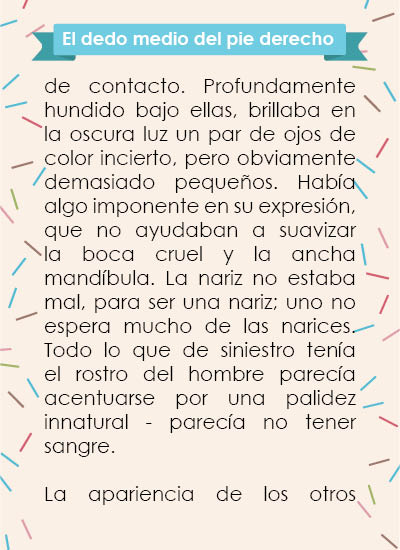 El dedo medio del pie derecho
de contacto. Profundamente
hundido bajo ellas, brillaba en
la oscura luz un par de ojos de
color incierto, pero obviamente
demasiado pequeños. Había
algo imponente en su expresión,
que no ayudaban a suavizar
la boca cruel y la ancha
mandíbula. La nariz no estaba
mal, para ser una nariz; uno no
espera mucho de las narices.
Todo lo que de siniestro tenía
el rostro del hombre parecía
acentuarse por una palidez
innatural - parecía no tener
sangre.
La apariencia de los otros